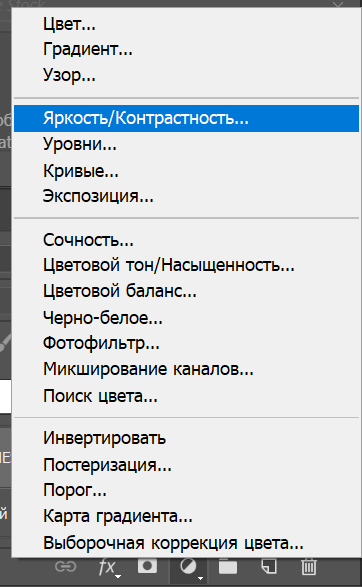 Stock
Цвет...
Градиент...
Узор...
Яркость/Контрастность...
Уровни...
Кривые...
Экспозиция...
Сочность...
Цветовой тон/Насыщенность...
Цветовой баланс...
Черно-белое...
Фотофильтр...
Микширование каналов...
Поиск цвета...
Инвертировать
Постеризация...
Порог...
Карта градиента...
Выборочная коррекция цвета...
fx